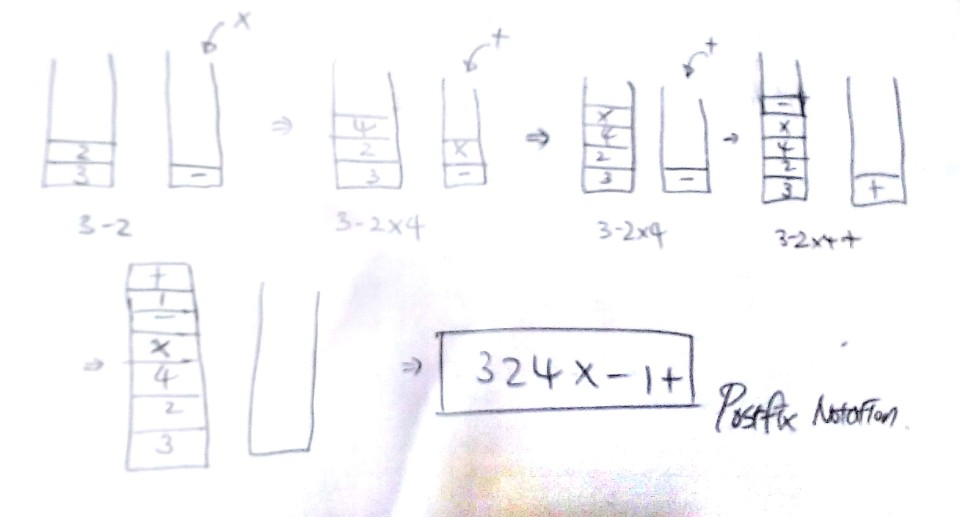 x
+
+
2
3
-
4
2
3
x
-
x
4
2
3
-
-
x
4
2
3
+
3-2
3-2x4
3-2x4
3-2x4+
+
1
-
x
4
2
3
⇒
324x-1+
Postfix Notation.